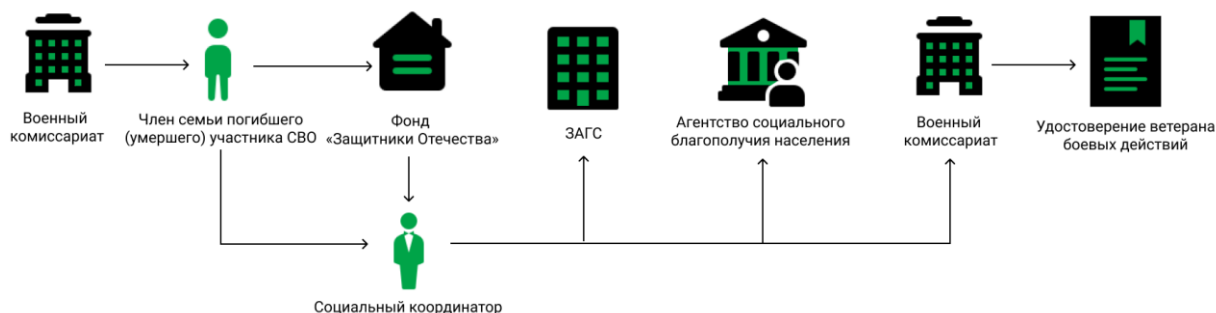 Военный
комиссариат
Член семьи погибшего
(умершего) участника СВО
Фонд
«Защитники Отечества»
ЗАГС
Агентство социального
благополучия населения
Военный
комиссариат
Удостоверение ветерана
боевых действий
Социальный координатор